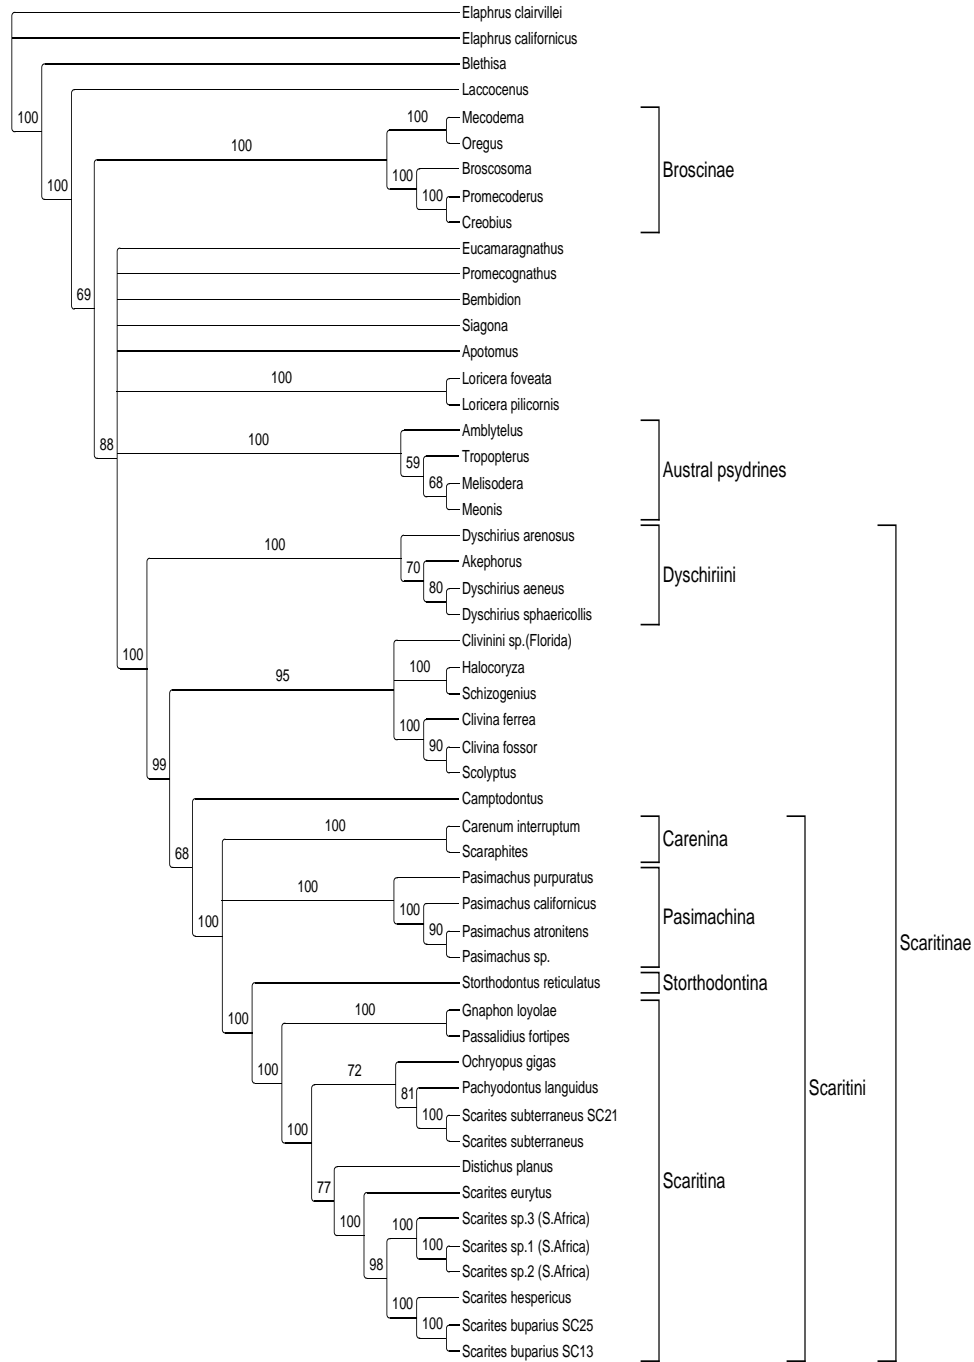 Elaphrus clairvillei
Elaphrus californicus
Blethisa
Laccocenus
100
Mecodema
100
Oregus
100
100
Broscosoma
Broscinae
100
100
Promecoderus
100
Creobius
Eucamaragnathus
Promecognathus
69
Bembidion
Siagona
Apotomus
100
Loricera foveata
Loricera pilicornis
Amblytelus
88
100
59
Tropopterus
Austral psydrines
68
Melisodera
Meonis
Dyschirius arenosus
100
Akephorus
70
Dyschiriini
80
Dyschirius aeneus
Dyschirius sphaericollis
Clivinini sp.(Florida)
100
95
100
Halocoryza
Schizogenius
Clivina ferrea
100
90
Clivina fossor
99
Scolyptus
Camptodontus
100
Carenum interruptum
Carenina
68
Scaraphites
Pasimachus purpuratus
100
Pasimachus californicus
100
Pasimachina
100
90
Pasimachus atronitens
Pasimachus sp.
Scaritinae
Storthodontus reticulatus
Storthodontina
100
100
Gnaphon loyolae
Passalidius fortipes
100
72
Ochryopus gigas
81
Pachyodontus languidus
Scaritini
100
Scarites subterraneus SC21
100
Scarites subterraneus
Distichus planus
Scaritina
77
Scarites eurytus
100
100
Scarites sp.3 (S.Africa)
100
Scarites sp.1 (S.Africa)
98
Scarites sp.2 (S.Africa)
Scarites hespericus
100
100
Scarites buparius SC25
Scarites buparius SC13